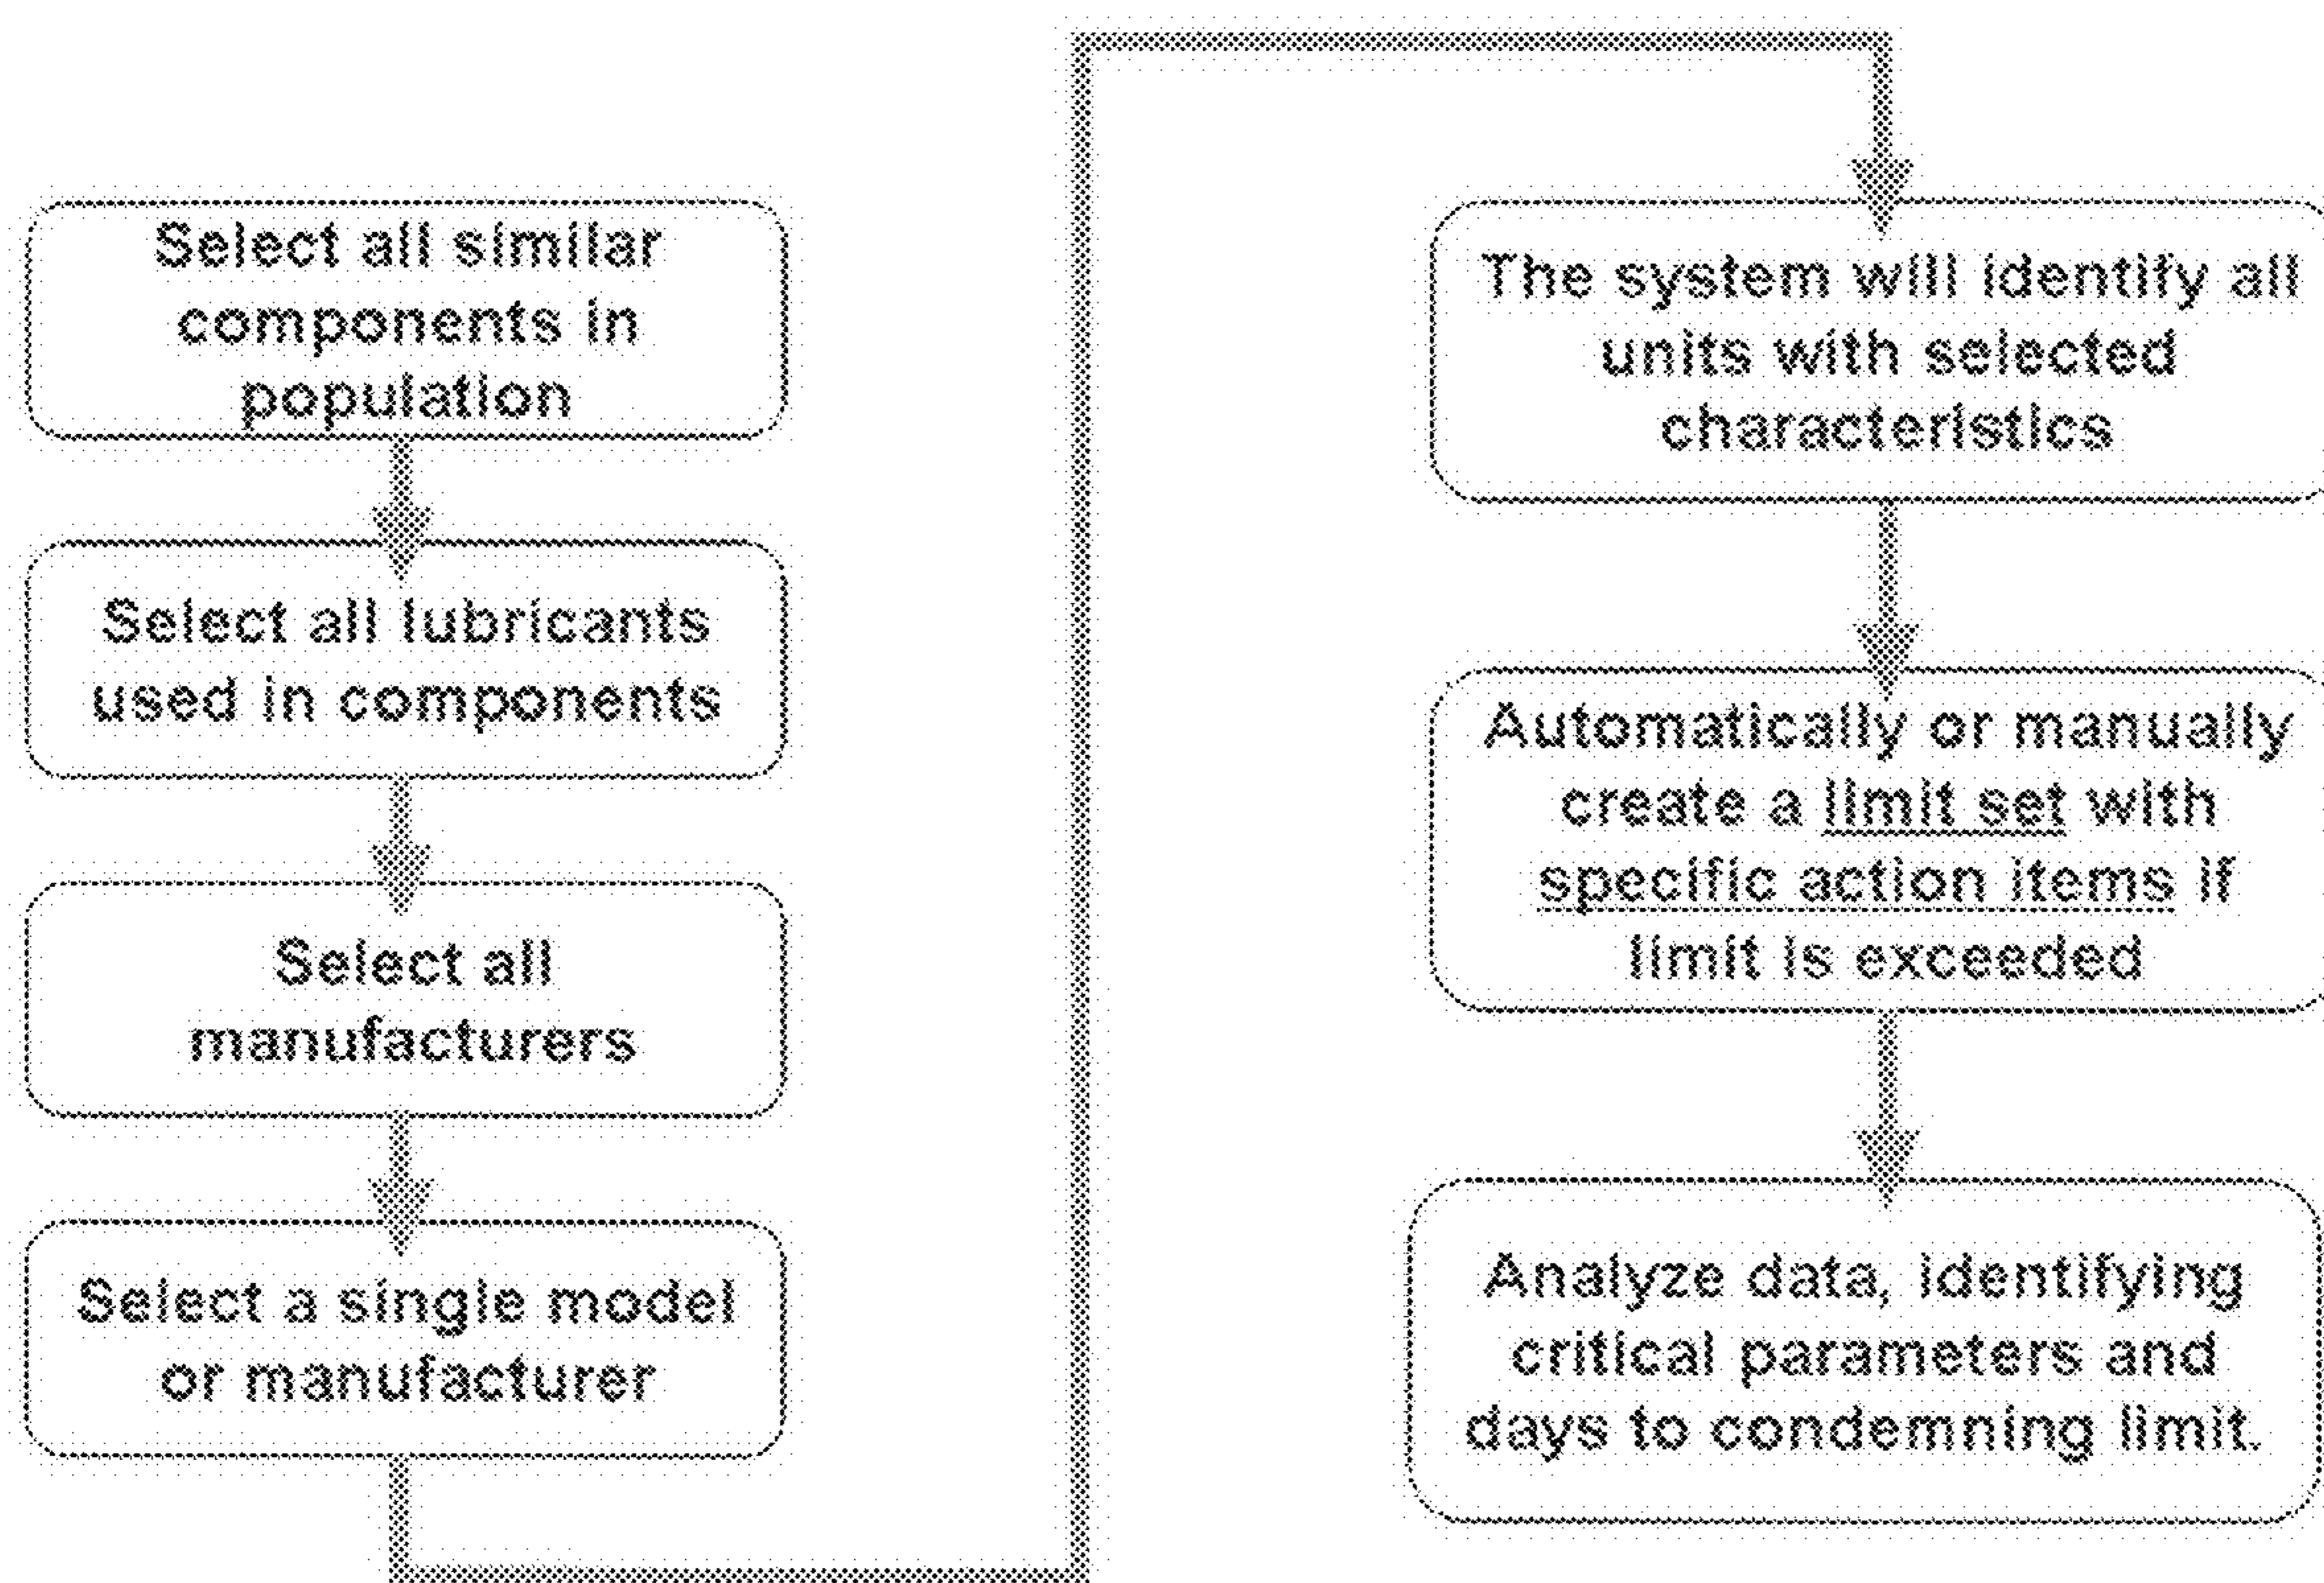 Select all similar
components in
population
Select all lubricants
used in components
Select all
manufacturers
Select a single model
or manufacturer
The system will identify all
units with selected
characteristics
Automatically or manually
create a limit set with
specific action items if
limit is exceeded
Analyze data, identifying
critical parameters and
days to condemning limit.